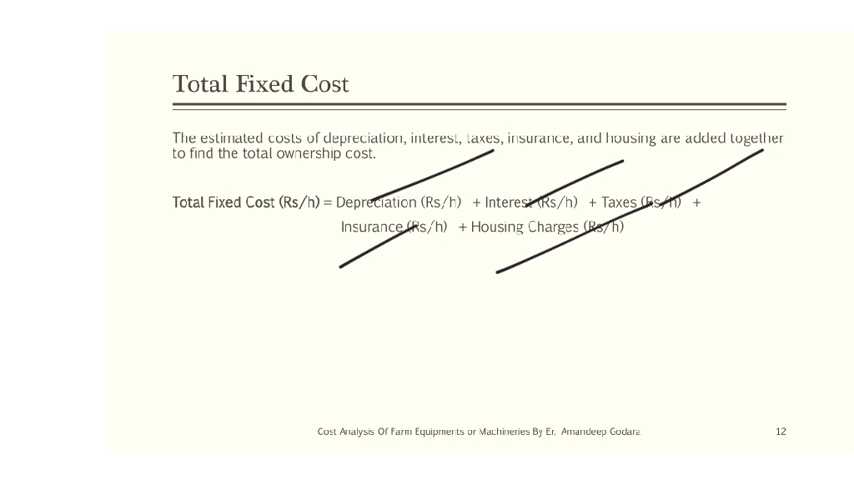 Total Fixed Cost
The estimated costs of depreciation, interest, taxes, insurance, and housing are added together
to find the total ownership cost.
Total Fixed Cost (Rs/h) = Depreciation (Rs/h) + Interest (Rs/h) + Taxes (Rs/h) +
Insurance (Rs/h) + Housing Charges (Rs/h)
Cost Analysis Of Farm Equipments or Machineries By Er. Amandeep Godara
12